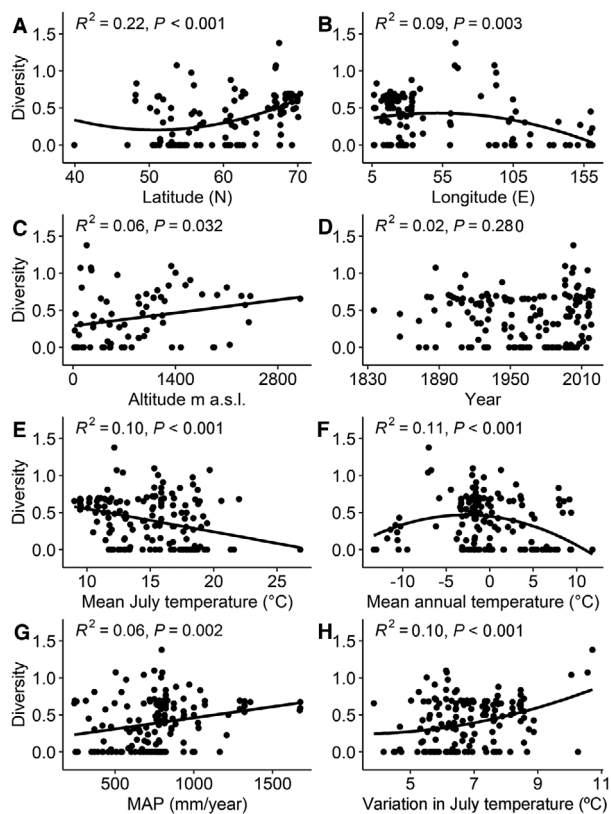 A R² = 0.22, P < 0.001
Diversity
1.5
1.0
0.5
0.0
40 50 60 70
Latitude (N)
B R² = 0.09, P = 0.003
1.5
1.0
0.5
0.0
5 55 105 155
Longitude (E)
C R² = 0.06, P = 0.032
Diversity
1.5
1.0
0.5
0.0
0 1400 2800
Altitude m a.s.l.
D R² = 0.02, P = 0.280
1.5
1.0
0.5
0.0
1830 1890 1950 2010
Year
E R² = 0.10, P < 0.001
Diversity
1.5
1.0
0.5
0.0
10 15 20 25
Mean July temperature (°C)
F R² = 0.11, P < 0.001
1.5
1.0
0.5
0.0
-10 -5 0 5 10
Mean annual temperature (°C)
G R² = 0.06, P = 0.002
Diversity
1.5
1.0
0.5
0.0
500 1000 1500
MAP (mm/year)
H R² = 0.10, P < 0.001
1.5
1.0
0.5
0.0
5 7 9 11
Variation in July temperature (ºC)